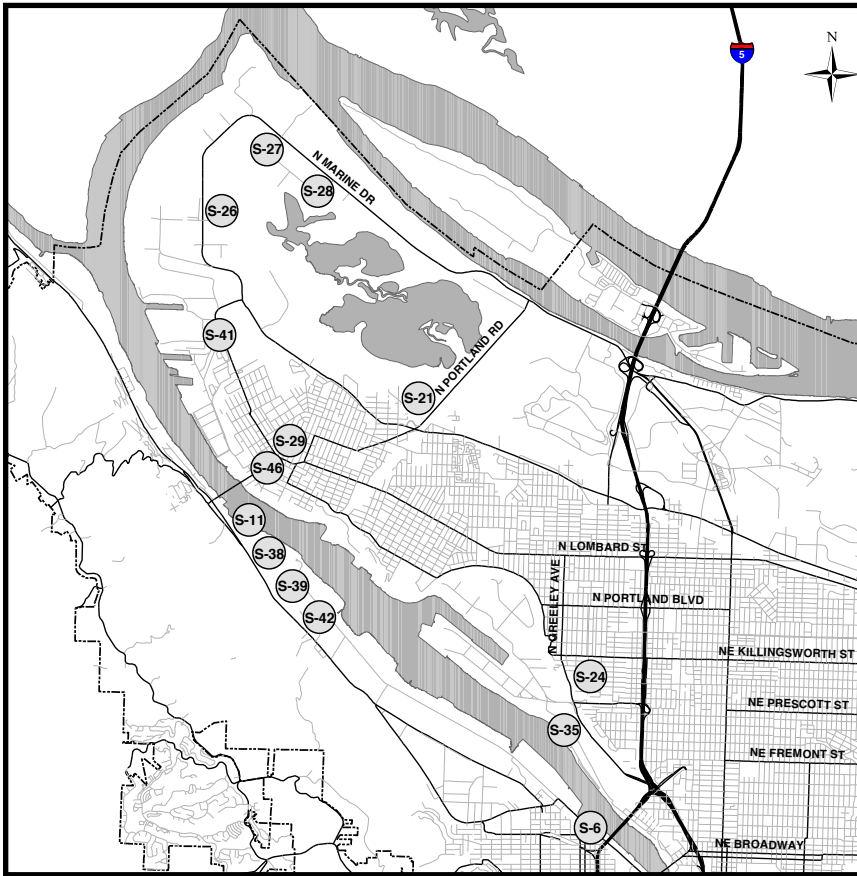 N
5
S-27
N MARINE DR
S-28
S-26
S-41
N PORTLAND RD
S-21
S-29
S-46
S-11
S-38
N LOMBARD ST
S-39
N GREELEY AVE
N PORTLAND BLVD
S-42
NE KILLINGSWORTH ST
S-24
NE PRESCOTT ST
S-35
NE FREMONT ST
S-6
NE BROADWAY